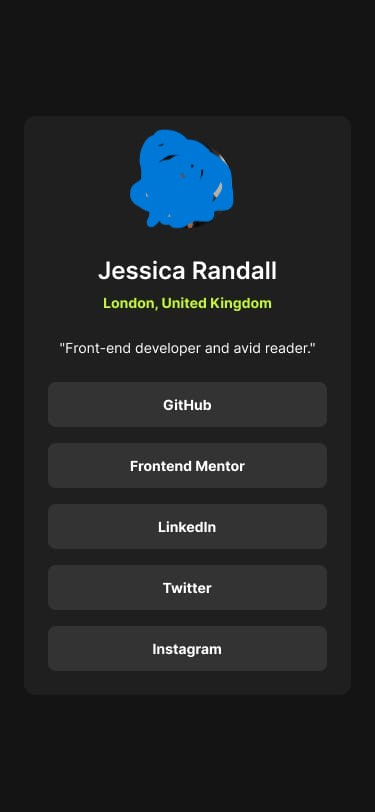 Jessica Randall
London, United Kingdom
"Front-end developer and avid reader."
GitHub
Frontend Mentor
LinkedIn
Twitter
Instagram